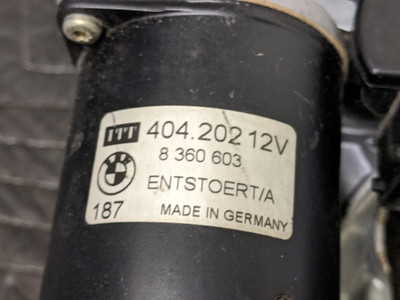 ITT 404.202 12V
8 360 603
ENTSTOERT/A
187 MADE IN GERMANY